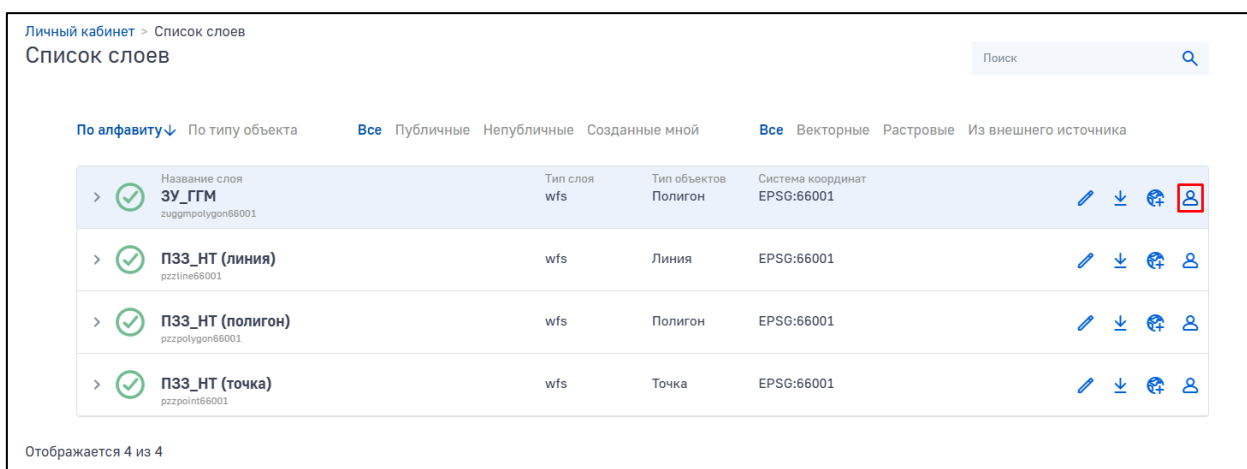 Личный кабинет > Список слоев
Список слоев
Поиск
По алфавиту↓ По типу объекта Все Публичные Непубличные Созданные мной Все Векторные Растровые Из внешнего источника
Название слоя Тип слоя Тип объектов Система координат
ЗУ_ГГМ wfs Полигон EPSG:66001
zuggmpolygon66001
ПЗЗ_НТ (линия) wfs Линия EPSG:66001
pzzline66001
ПЗЗ_НТ (полигон) wfs Полигон EPSG:66001
pzzpolygon66001
ПЗЗ_НТ (точка) wfs Точка EPSG:66001
pzzpoint66001
Отображается 4 из 4